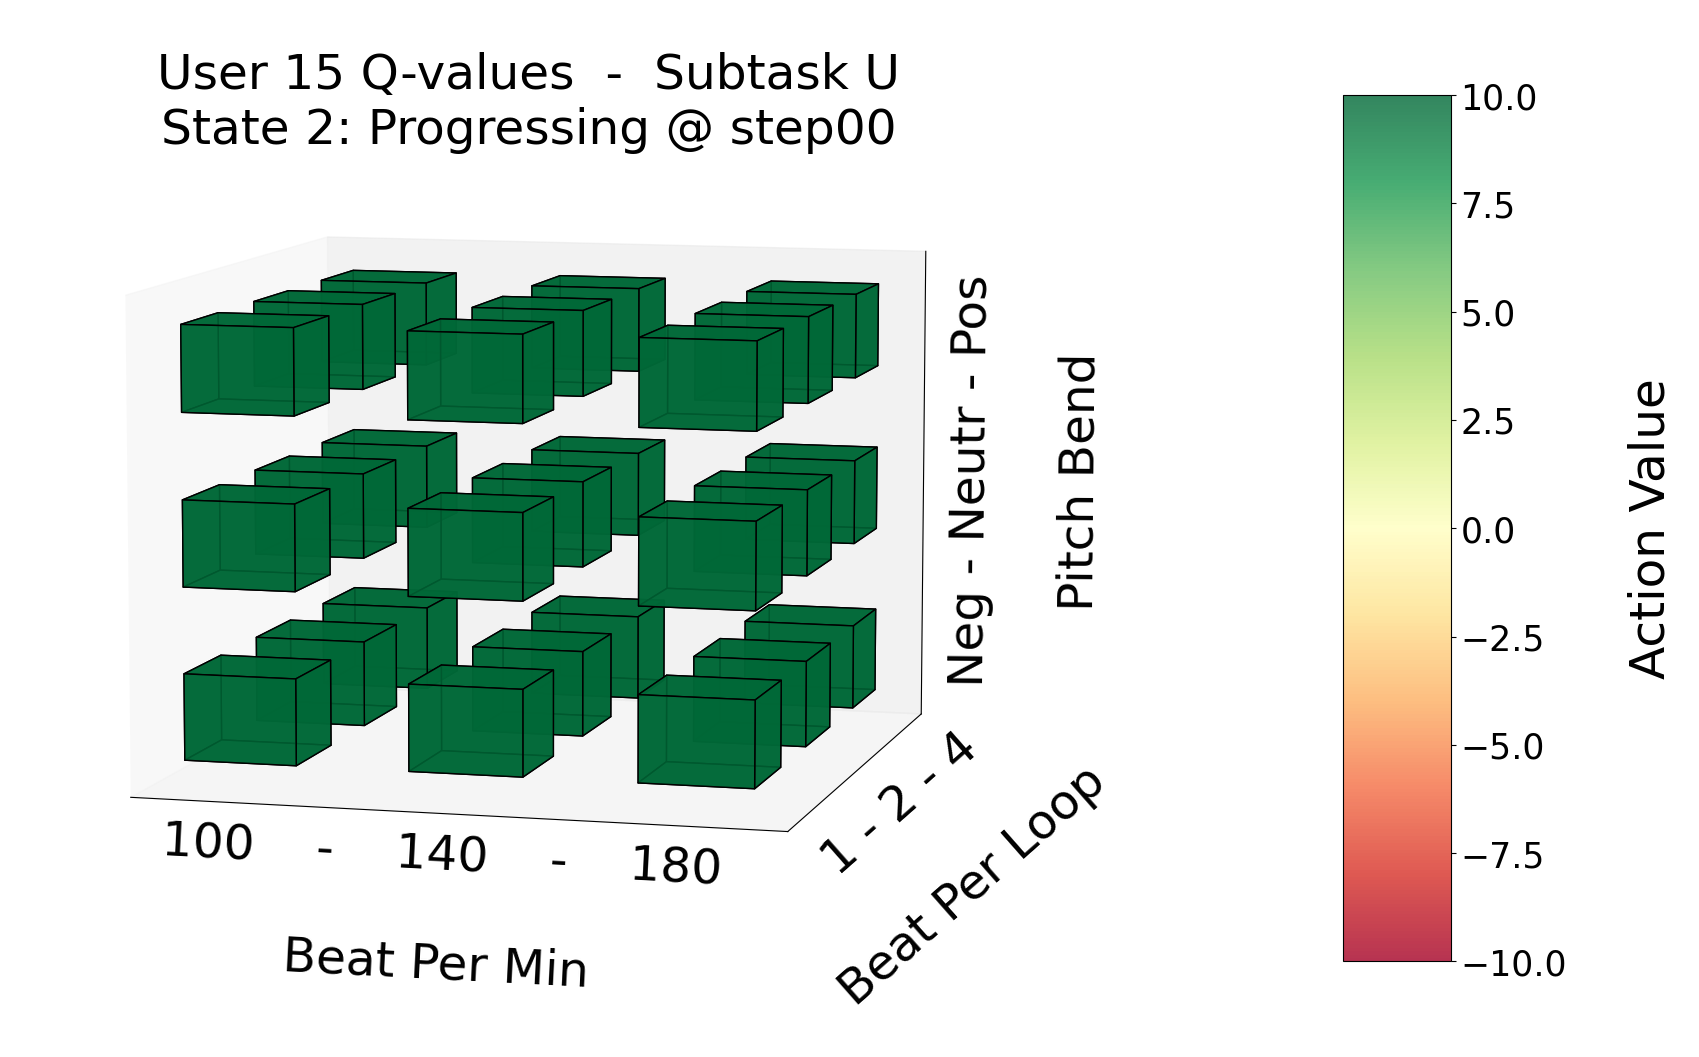 User 15 Q-values  -  Subtask U
State 2: Progressing @ step00
Neg - Neutr - Pos
Pitch Bend
1 - 2 - 4
Beat Per Loop
100 - 140 - 180
Beat Per Min
10.0
7.5
5.0
2.5
0.0
−2.5
−5.0
−7.5
−10.0
Action Value